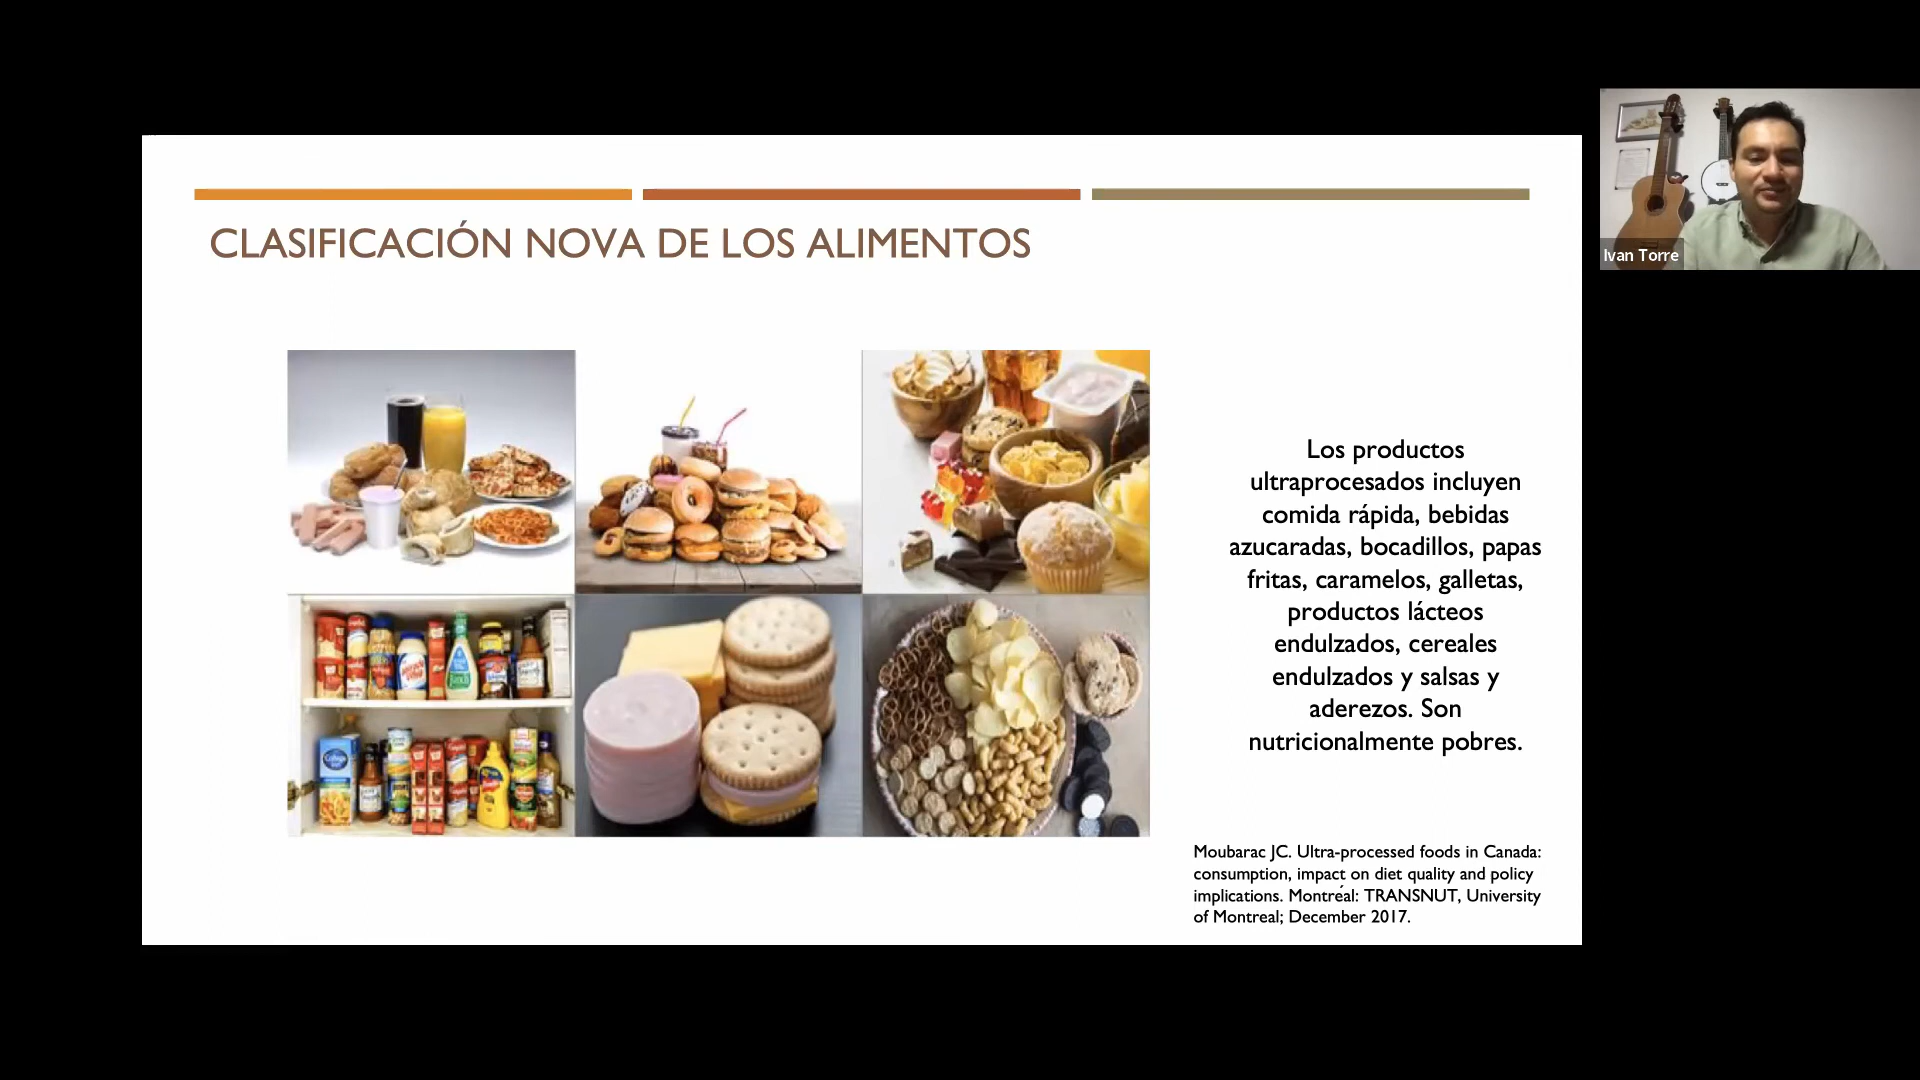 CLASIFICACIÓN NOVA DE LOS ALIMENTOS
Los productos
ultraprocesados incluyen
comida rápida, bebidas
azucaradas, bocadillos, papas
fritas, caramelos, galletas,
productos lácteos
endulzados, cereales
endulzados y salsas y
aderezos. Son
nutricionalmente pobres.
Moubarac JC. Ultra-processed foods in Canada:
consumption, impact on diet quality and policy
implications. Montréal: TRANSNUT, University
of Montreal; December 2017.
Ivan Torre